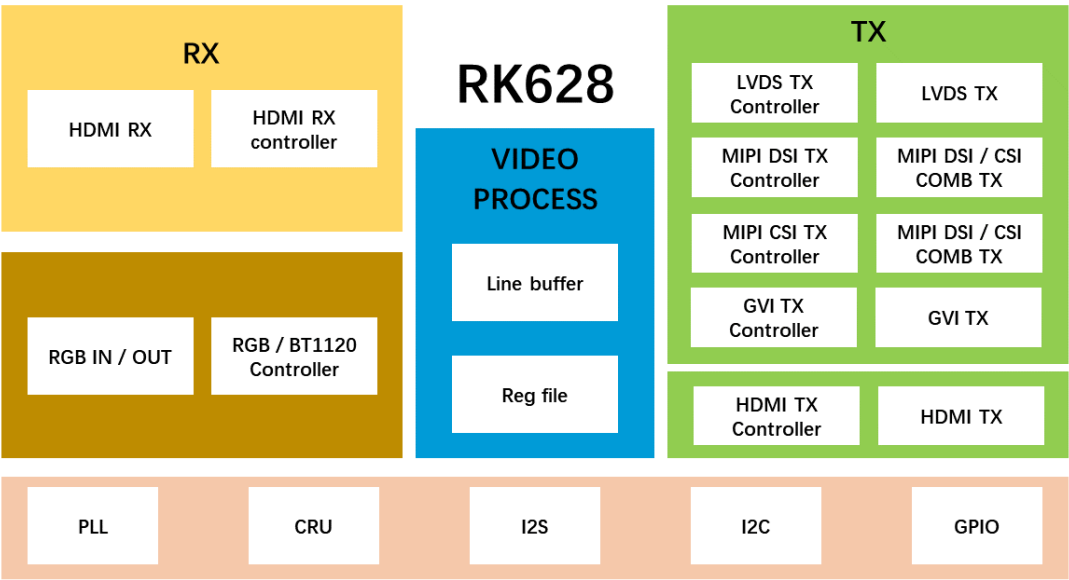 RX
HDMI RX
HDMI RX
controller
RGB IN / OUT
RGB / BT1120
Controller
RK628
VIDEO
PROCESS
Line buffer
Reg file
TX
LVDS TX
Controller
LVDS TX
MIPI DSI TX
Controller
MIPI DSI / CSI
COMB TX
MIPI CSI TX
Controller
MIPI DSI / CSI
COMB TX
GVI TX
Controller
GVI TX
HDMI TX
Controller
HDMI TX
PLL
CRU
I2S
I2C
GPIO